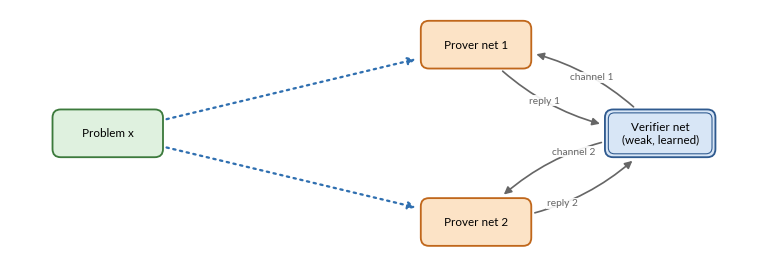 Prover net 1
channel 1
reply 1
Problem x
Verifier net
(weak, learned)
channel 2
reply 2
Prover net 2